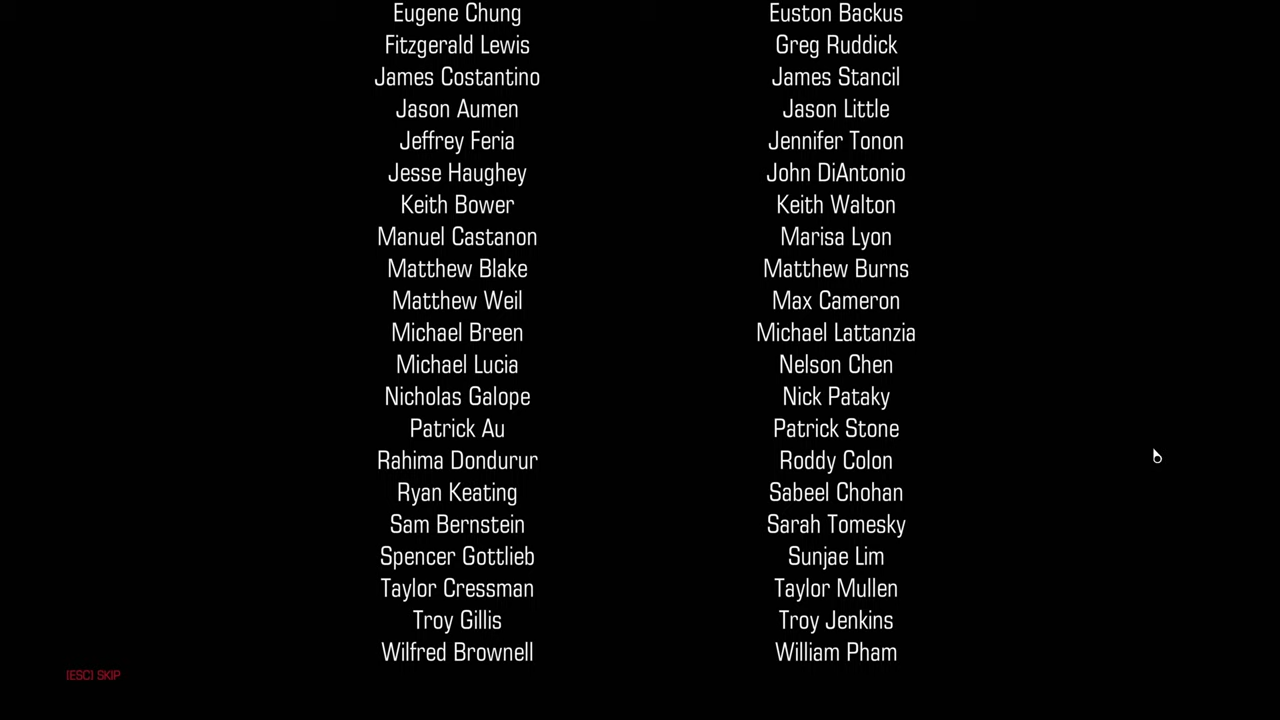 Eugene Chung Euston Backus
Fitzgerald Lewis Greg Ruddick
James Costantino James Stancil
Jason Aumen Jason Little
Jeffrey Feria Jennifer Tonon
Jesse Haughey John DiAntonio
Keith Bower Keith Walton
Manuel Castanon Marisa Lyon
Matthew Blake Matthew Burns
Matthew Weil Max Cameron
Michael Breen Michael Lattanzia
Michael Lucia Nelson Chen
Nicholas Galope Nick Pataky
Patrick Au Patrick Stone
Rahima Dondurur Roddy Colon
Ryan Keating Sabeel Chohan
Sam Bernstein Sarah Tomesky
Spencer Gottlieb Sunjae Lim
Taylor Cressman Taylor Mullen
Troy Gillis Troy Jenkins
Wilfred Brownell William Pham
[ESC] SKIP